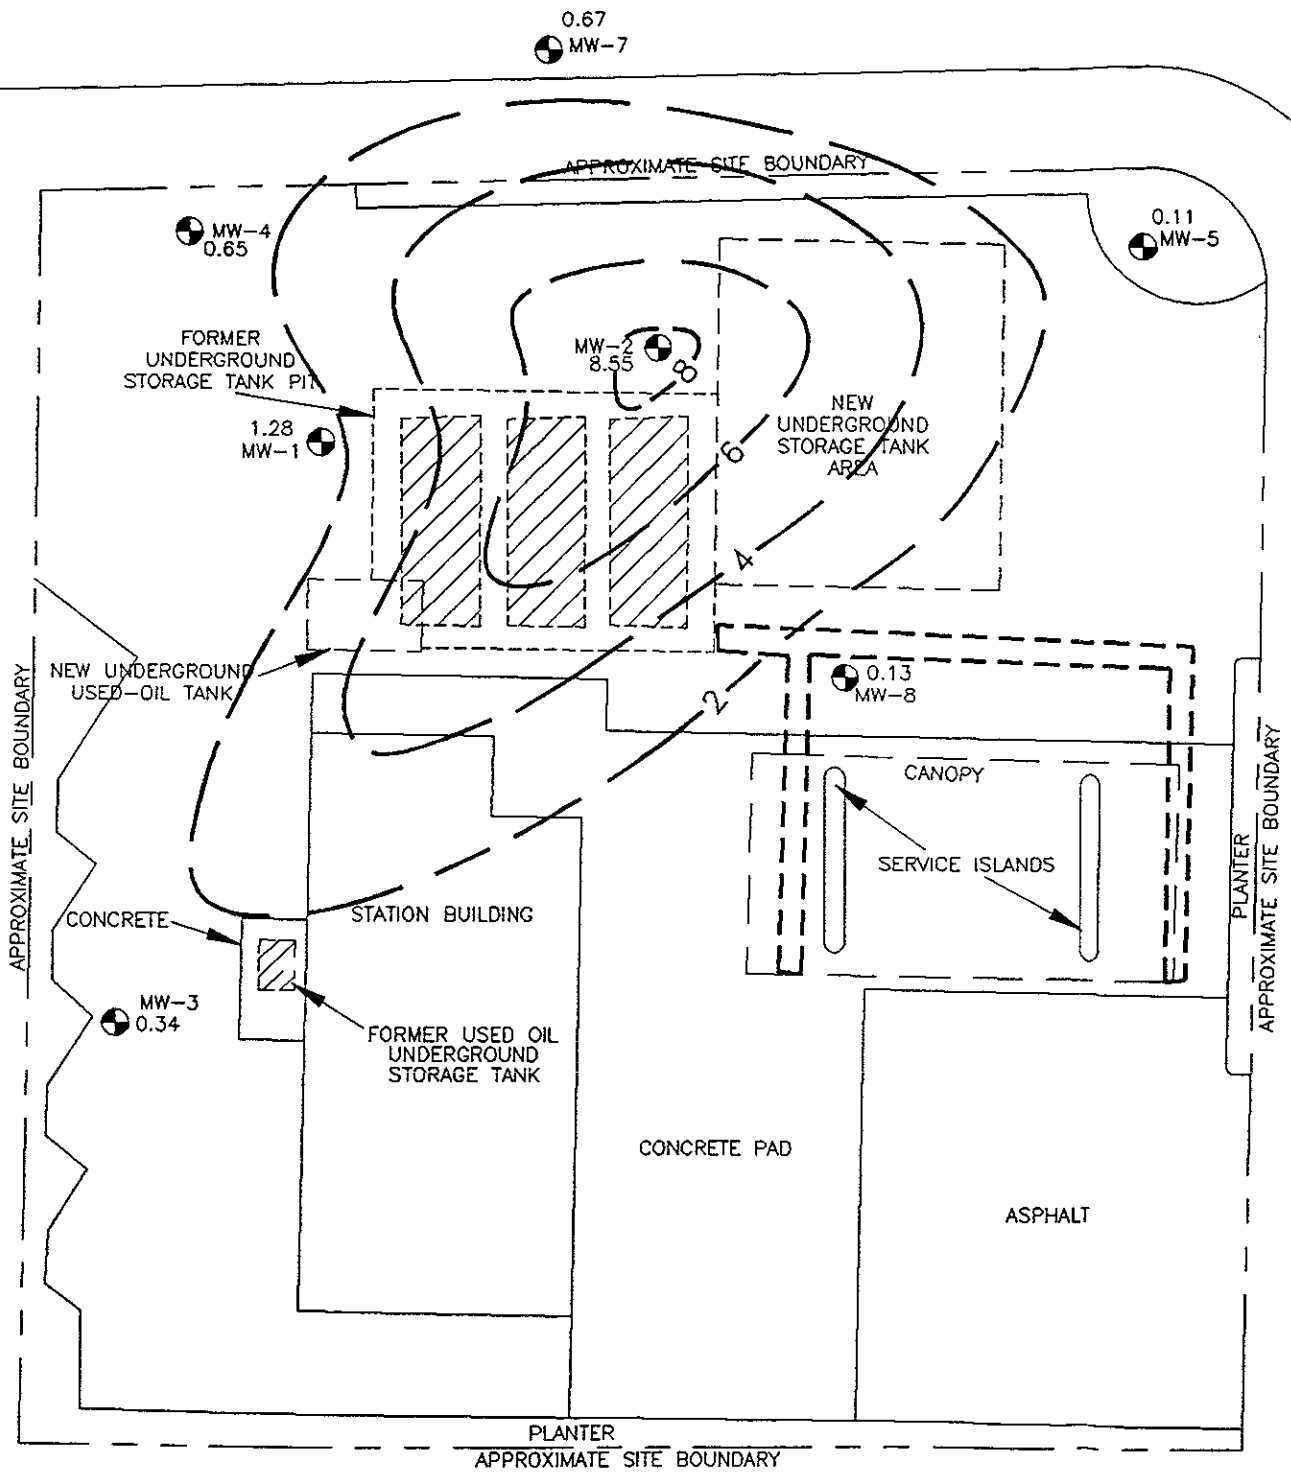 0.67
MW-7
APPROXIMATE SITE BOUNDARY
MW-4
0.65
0.11
MW-5
FORMER
UNDERGROUND
STORAGE TANK PIT
MW-2
8.55
8
1.28
MW-1
NEW
UNDERGROUND
STORAGE TANK
AREA
6
4
NEW UNDERGROUND
USED-OIL TANK
2
0.13
MW-8
CANOPY
SERVICE ISLANDS
PLANTER
APPROXIMATE SITE BOUNDARY
APPROXIMATE SITE BOUNDARY
CONCRETE
STATION BUILDING
MW-3
0.34
FORMER USED OIL
UNDERGROUND
STORAGE TANK
CONCRETE PAD
ASPHALT
PLANTER
APPROXIMATE SITE BOUNDARY